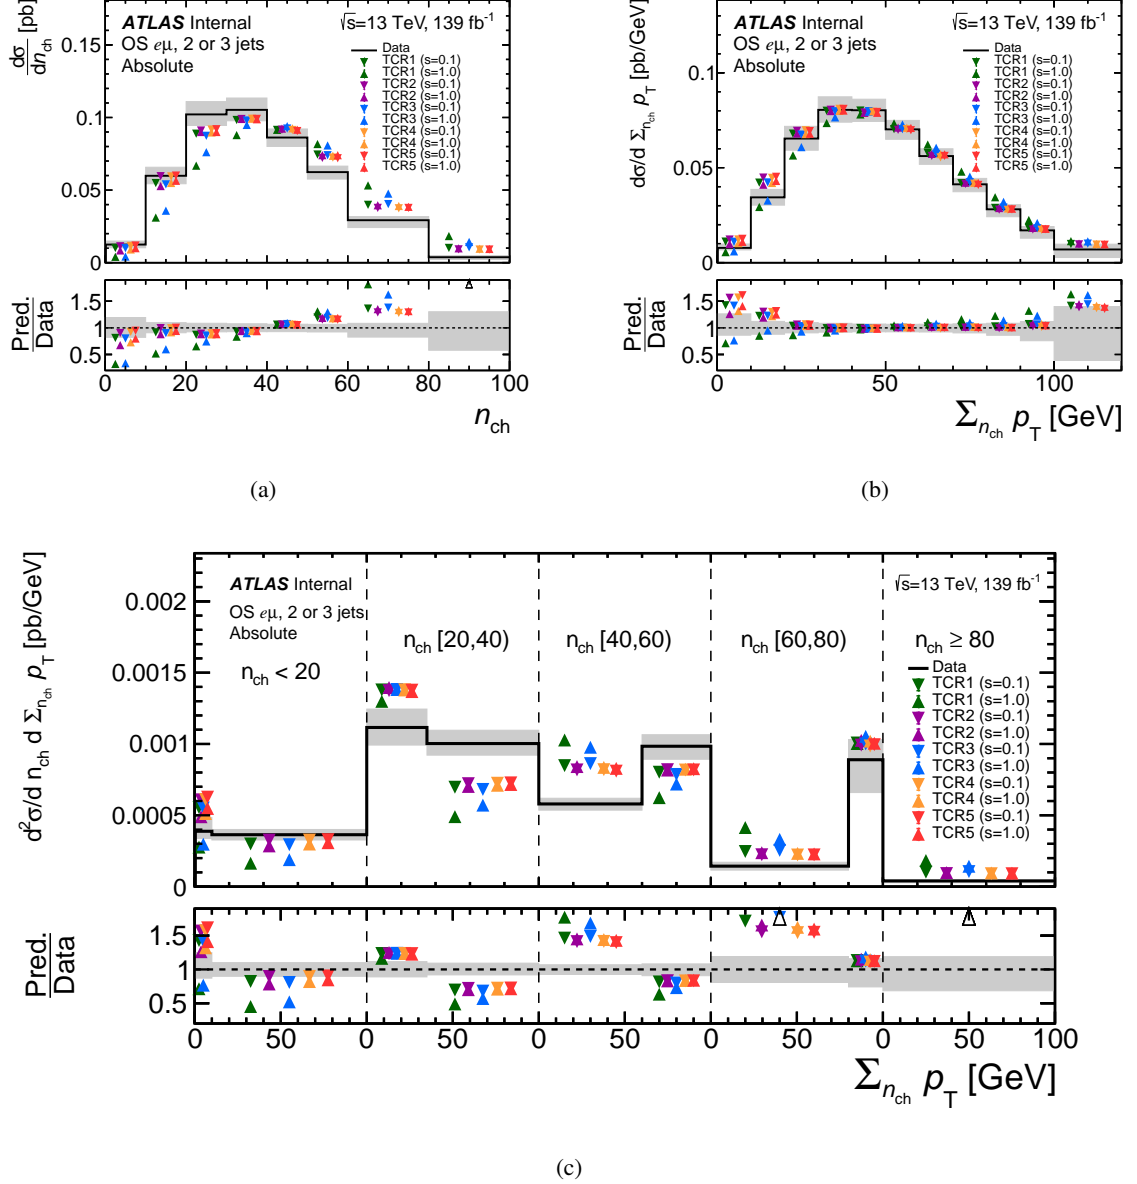 ATLAS Internal
√s=13 TeV, 139 fb-1
OS eμ, 2 or 3 jets
Absolute
dσ/dnch [pb]
Data
TCR1 (s=0.1)
TCR1 (s=1.0)
TCR2 (s=0.1)
TCR2 (s=1.0)
TCR3 (s=0.1)
TCR3 (s=1.0)
TCR4 (s=0.1)
TCR4 (s=1.0)
TCR5 (s=0.1)
TCR5 (s=1.0)
0.15
0.1
0.05
0
Pred.
Data
1.5
1
0.5
0 20 40 60 80 100
nch
(a)
ATLAS Internal
√s=13 TeV, 139 fb-1
OS eμ, 2 or 3 jets
Absolute
dσ/d Σnch pT [pb/GeV]
Data
TCR1 (s=0.1)
TCR1 (s=1.0)
TCR2 (s=0.1)
TCR2 (s=1.0)
TCR3 (s=0.1)
TCR3 (s=1.0)
TCR4 (s=0.1)
TCR4 (s=1.0)
TCR5 (s=0.1)
TCR5 (s=1.0)
0.1
0.05
0
Pred.
Data
1.5
1
0.5
0 50 100
Σnch pT [GeV]
(b)
ATLAS Internal
√s=13 TeV, 139 fb-1
OS eμ, 2 or 3 jets
Absolute
d2σ/d nch d Σnch pT [pb/GeV]
nch < 20
nch [20,40)
nch [40,60)
nch [60,80)
nch ≥ 80
Data
TCR1 (s=0.1)
TCR1 (s=1.0)
TCR2 (s=0.1)
TCR2 (s=1.0)
TCR3 (s=0.1)
TCR3 (s=1.0)
TCR4 (s=0.1)
TCR4 (s=1.0)
TCR5 (s=0.1)
TCR5 (s=1.0)
0.002
0.0015
0.001
0.0005
0
Pred.
Data
1.5
1
0.5
0 50 0 50 0 50 0 50 0 50 100
Σnch pT [GeV]
(c)